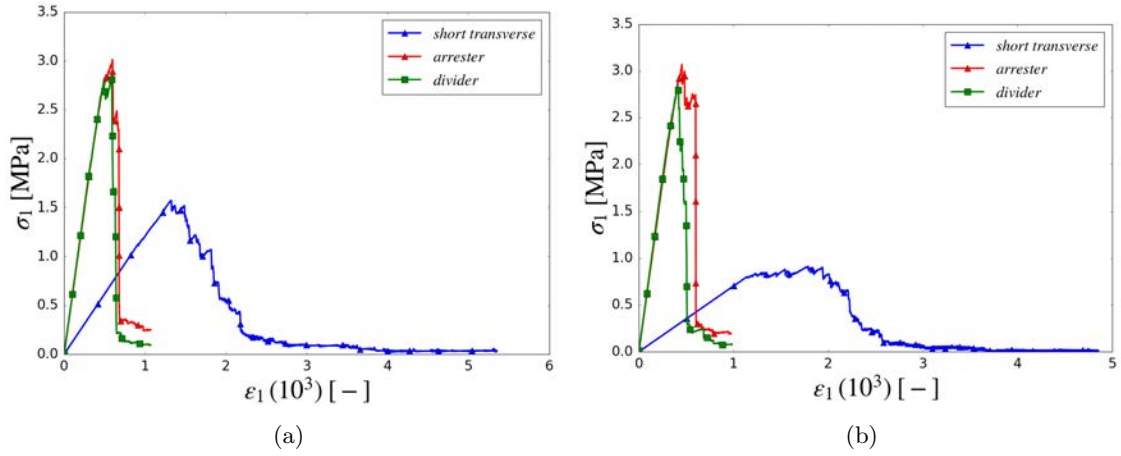 3.5
3.0
2.5
2.0
1.5
1.0
0.5
0.0
σ₁ [MPa]
0 1 2 3 4 5 6
ε₁ (10³) [ − ]
short transverse
arrester
divider
(a)
3.5
3.0
2.5
2.0
1.5
1.0
0.5
0.0
σ₁ [MPa]
0 1 2 3 4 5
ε₁ (10³) [ − ]
short transverse
arrester
divider
(b)